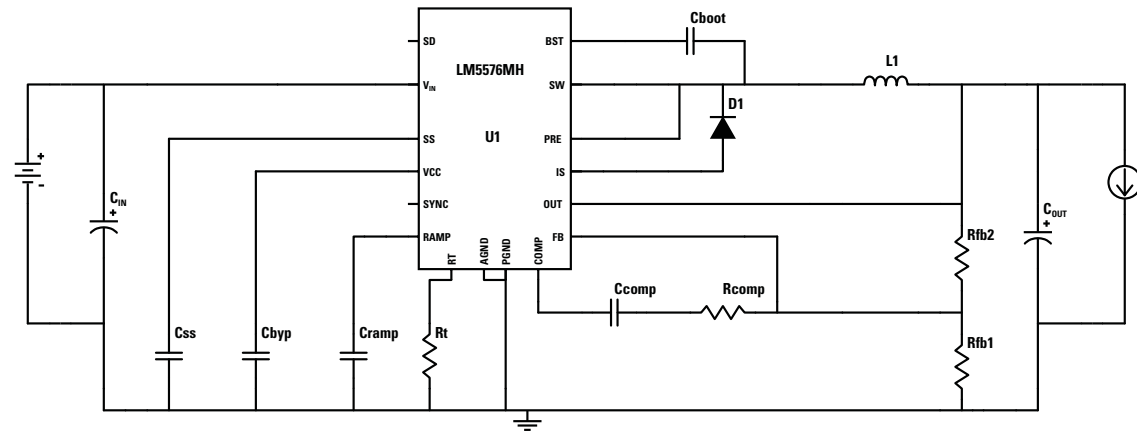 Cboot
SD
BST
LM5576MH
L1
VIN
SW
D1
U1
SS
PRE
+
-
VCC
IS
CIN
+
SYNC
OUT
COUT
+
RAMP
FB
Rfb2
RT
AGND
PGND
COMP
Ccomp
Rcomp
Css
Cbyp
Cramp
Rt
Rfb1